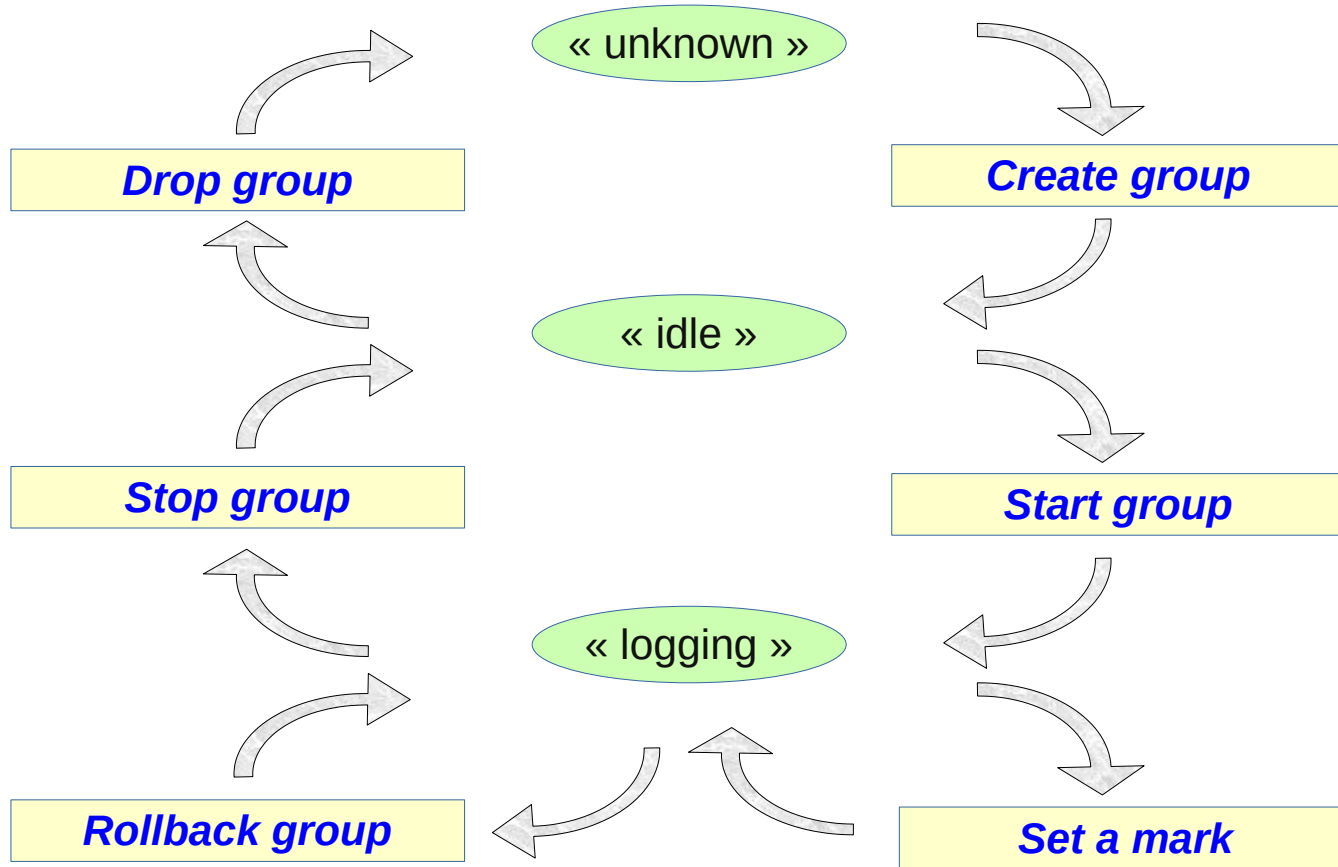 « unknown »
Drop group
Create group
« idle »
Stop group
Start group
« logging »
Rollback group
Set a mark